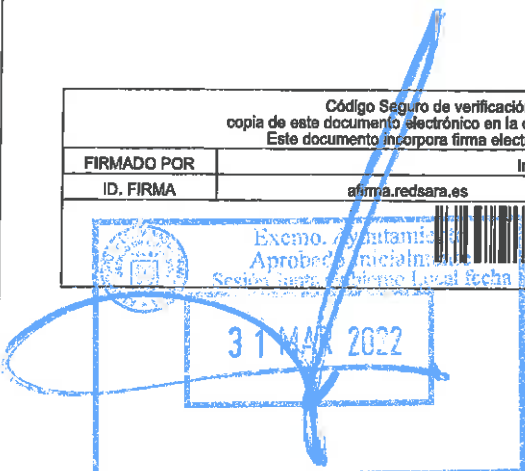 Código Seguro de verificació
copia de este documento electrónico en la
Este documento incorpora firma elect
FIRMADO POR
ID. FIRMA
afirma.redsara.es
Excmo. Ayuntami
Aprobado inicialmente
Sesión Junta Gobierno Local fecha
31 MAR 2022